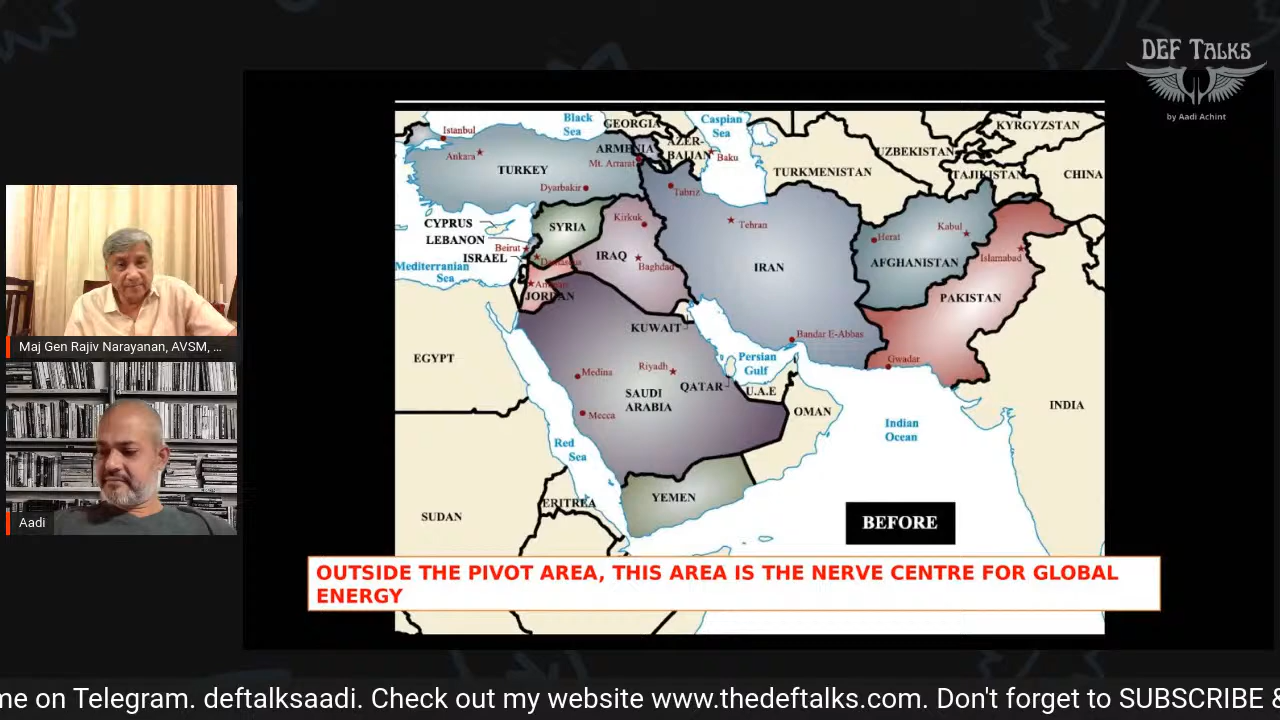 DEF TALKS
by Aadi Achint
Black
Sea
GEORGIA
Caspian
Sea
KYRGYZSTAN
Istanbul
ARMENIA
AZER-
BAIJAN
Baku
UZBEKISTAN
Ankara
TURKEY
Mt. Ararat
TURKMENISTAN
TAJIKISTAN
CHINA
Dyarbakir
Tabriz
CYPRUS
LEBANON
ISRAEL
SYRIA
Kirkuk
Tehran
Herat
Kabul
Beirut
Mediterranian
Sea
IRAQ
Baghdad
IRAN
AFGHANISTAN
Islamabad
Amman
JORDAN
PAKISTAN
KUWAIT
Bandar E-Abbas
EGYPT
Persian
Gulf
Gwadar
Medina
Riyadh
QATAR
U.A.E
SAUDI
ARABIA
Mecca
OMAN
INDIA
Indian
Ocean
Red
Sea
YEMEN
ERITREA
SUDAN
BEFORE
OUTSIDE THE PIVOT AREA, THIS AREA IS THE NERVE CENTRE FOR GLOBAL
ENERGY
Maj Gen Rajiv Narayanan, AVSM, ...
Aadi
me on Telegram. deftalksaadi. Check out my website www.thedeftalks.com. Don't forget to SUBSCRIBE &